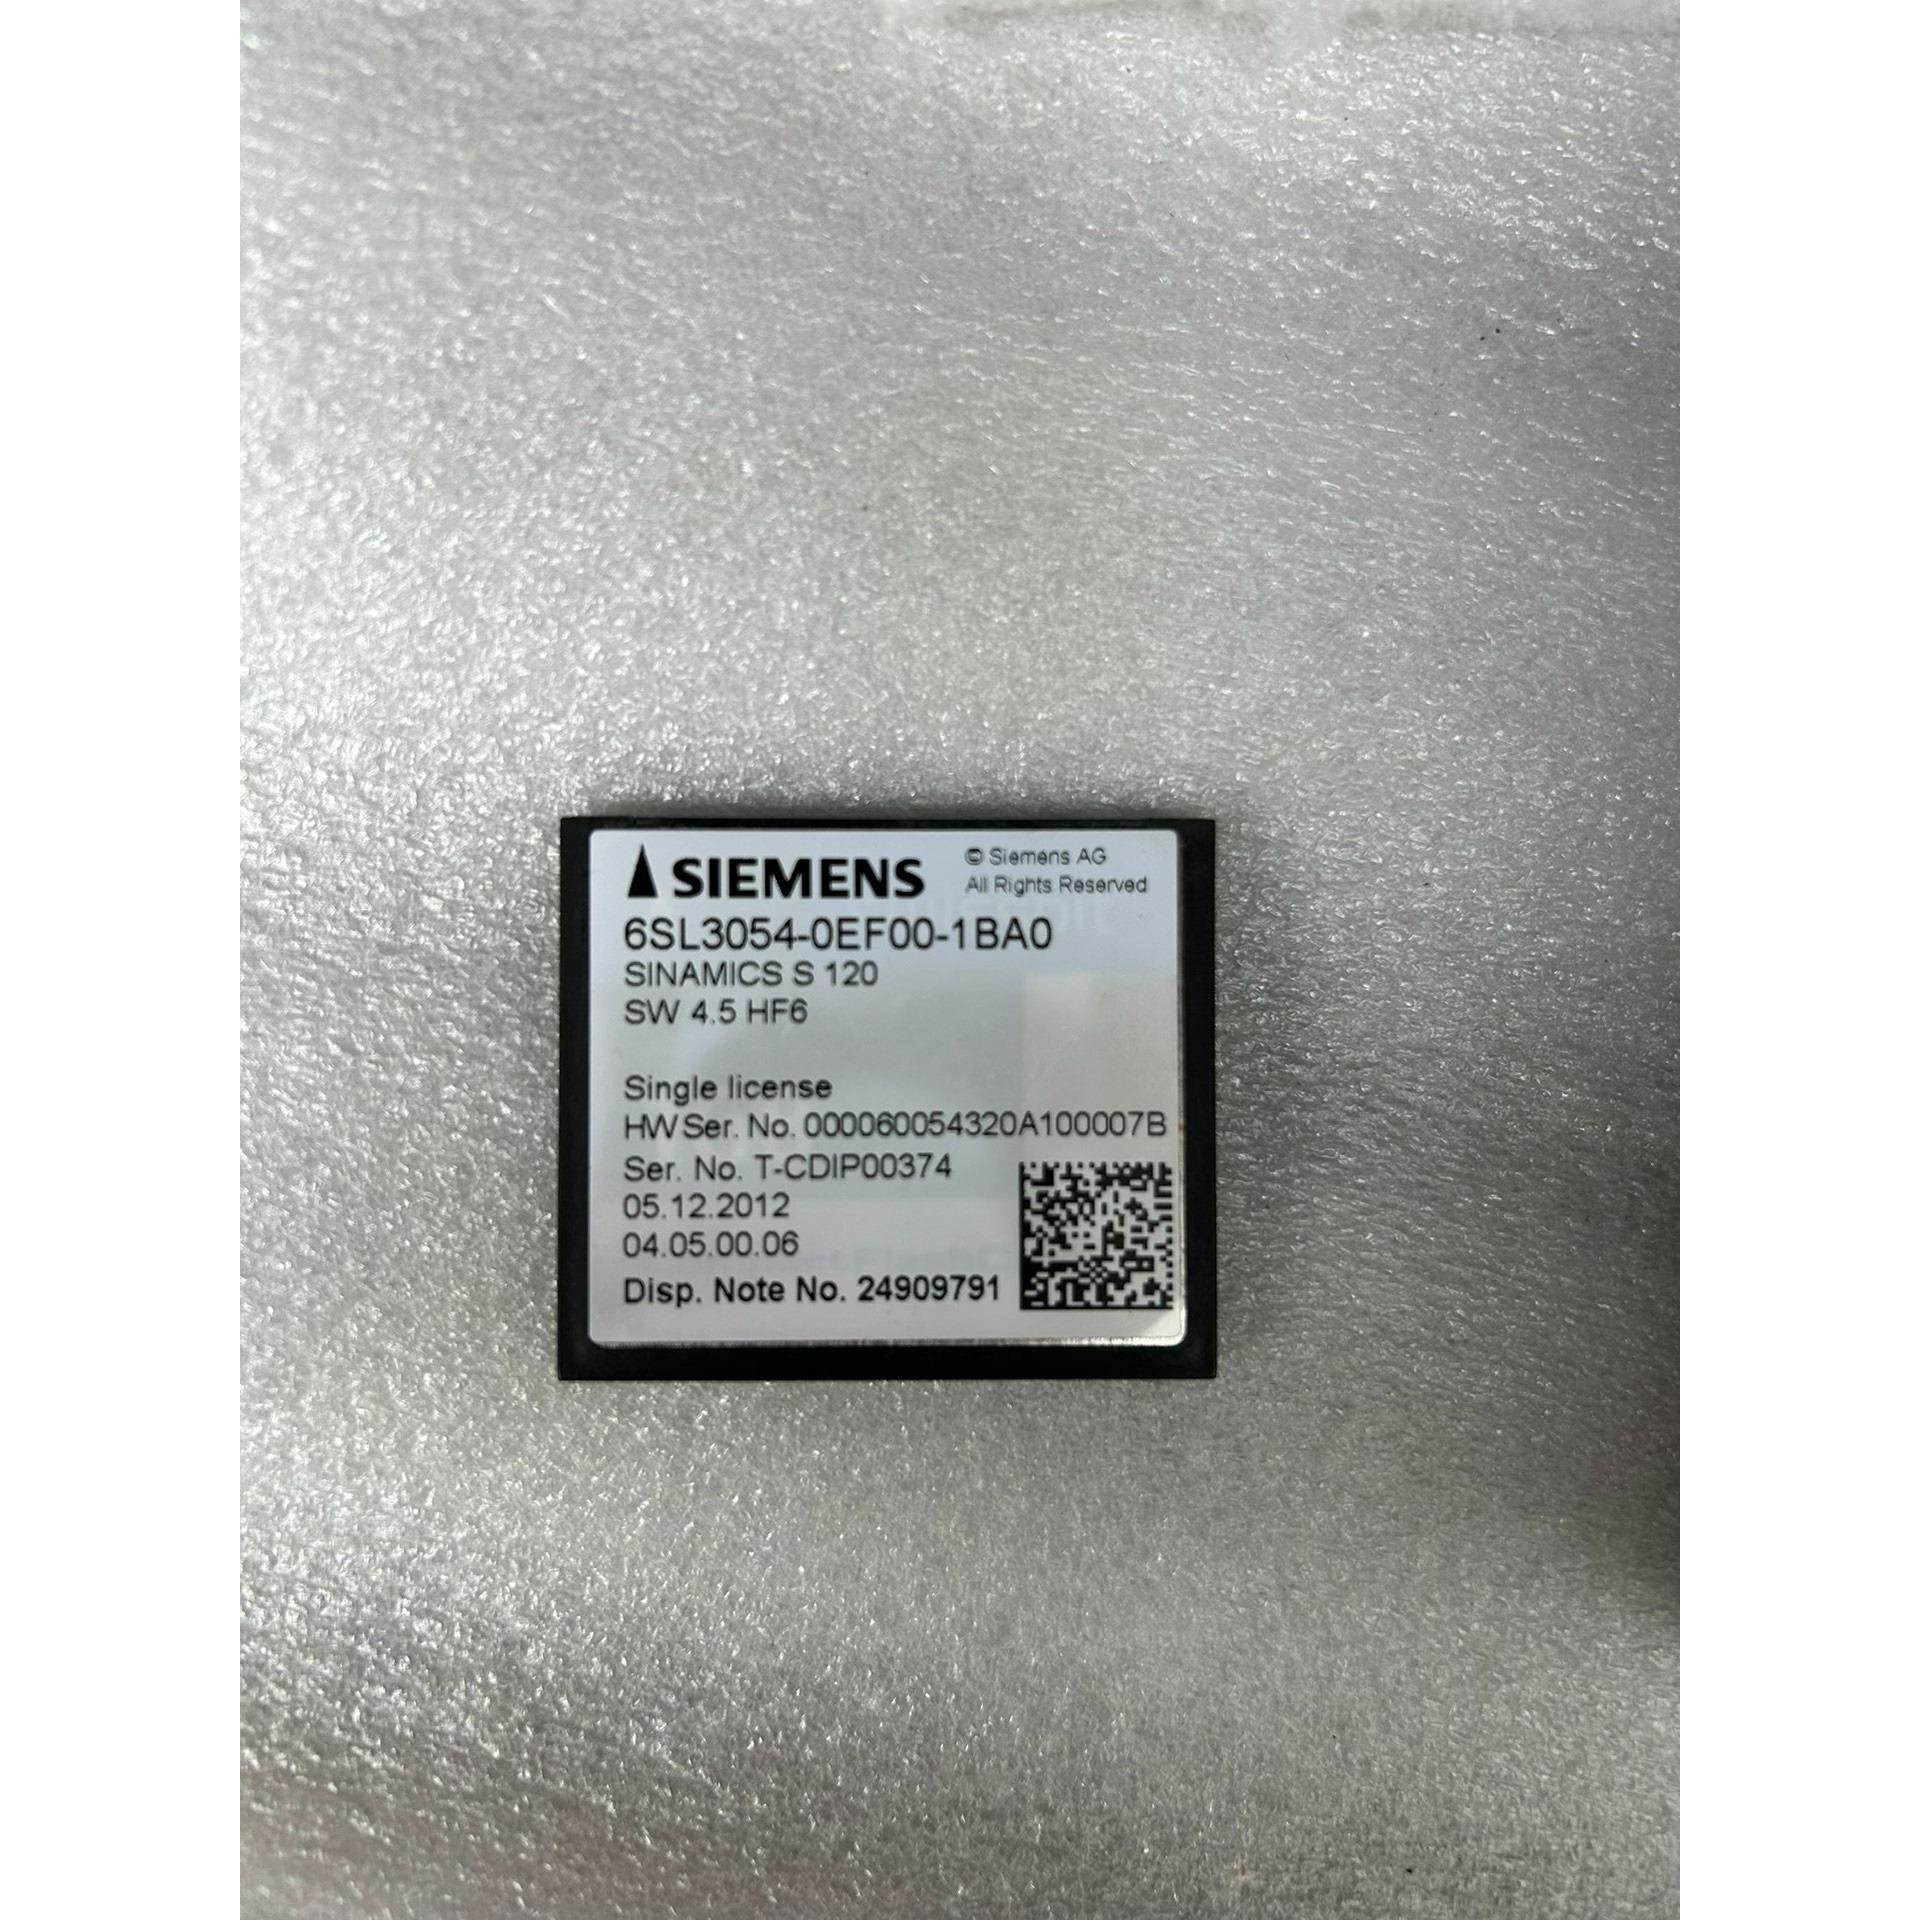 SIEMENS
© Siemens AG
All Rights Reserved
6SL3054-0EF00-1BA0
SINAMICS S 120
SW 4.5 HF6
Single license
HW Ser. No. 000060054320A100007B
Ser. No. T-CDIP00374
05.12.2012
04.05.00.06
Disp. Note No. 24909791